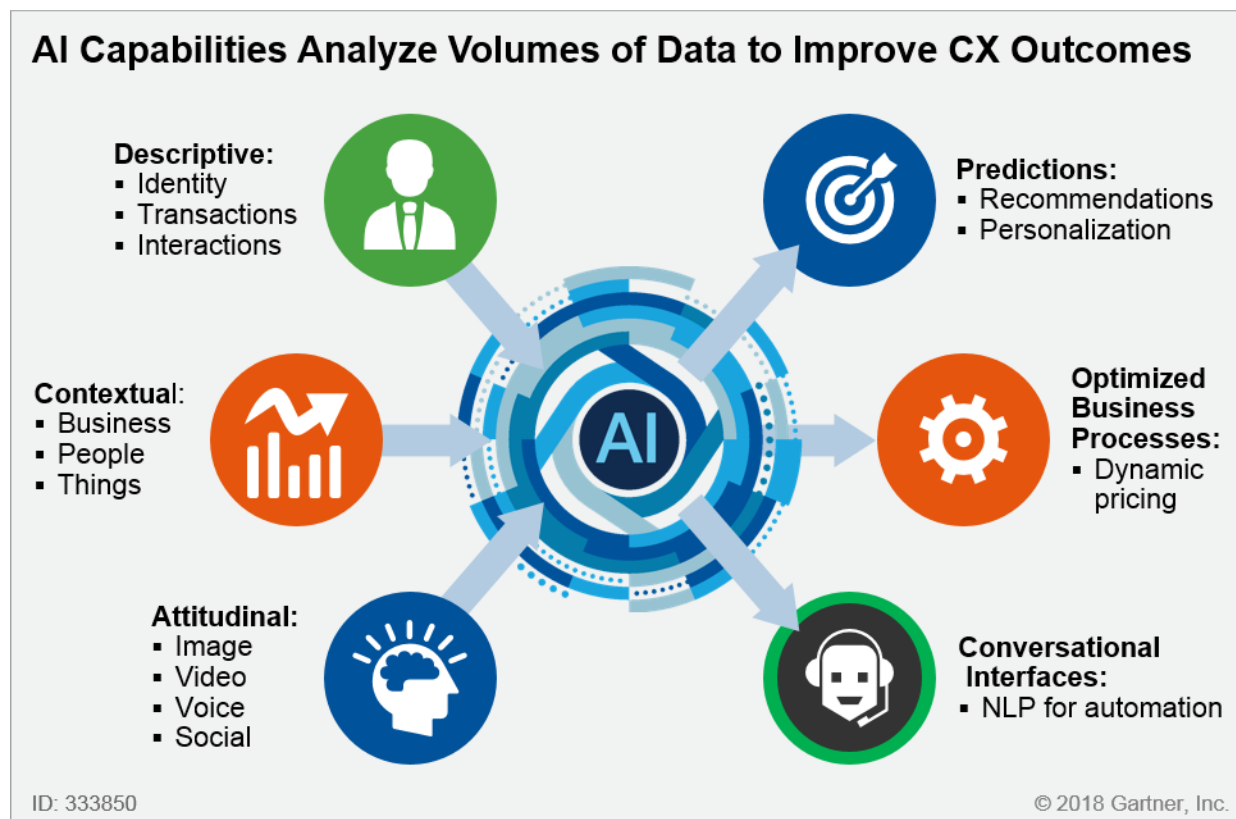 AI Capabilities Analyze Volumes of Data to Improve CX Outcomes
Descriptive:
▪ Identity
▪ Transactions
▪ Interactions
Contextual:
▪ Business
▪ People
▪ Things
Attitudinal:
▪ Image
▪ Video
▪ Voice
▪ Social
AI
Predictions:
▪ Recommendations
▪ Personalization
Optimized
Business
Processes:
▪ Dynamic
pricing
Conversational
Interfaces:
▪ NLP for automation
ID: 333850
© 2018 Gartner, Inc.